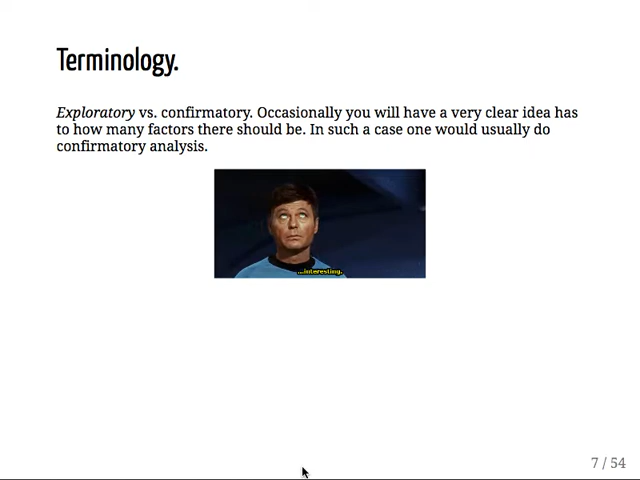 Terminology.
Exploratory vs. confirmatory. Occasionally you will have a very clear idea has
to how many factors there should be. In such a case one would usually do
confirmatory analysis.
...interesting.
7 / 54